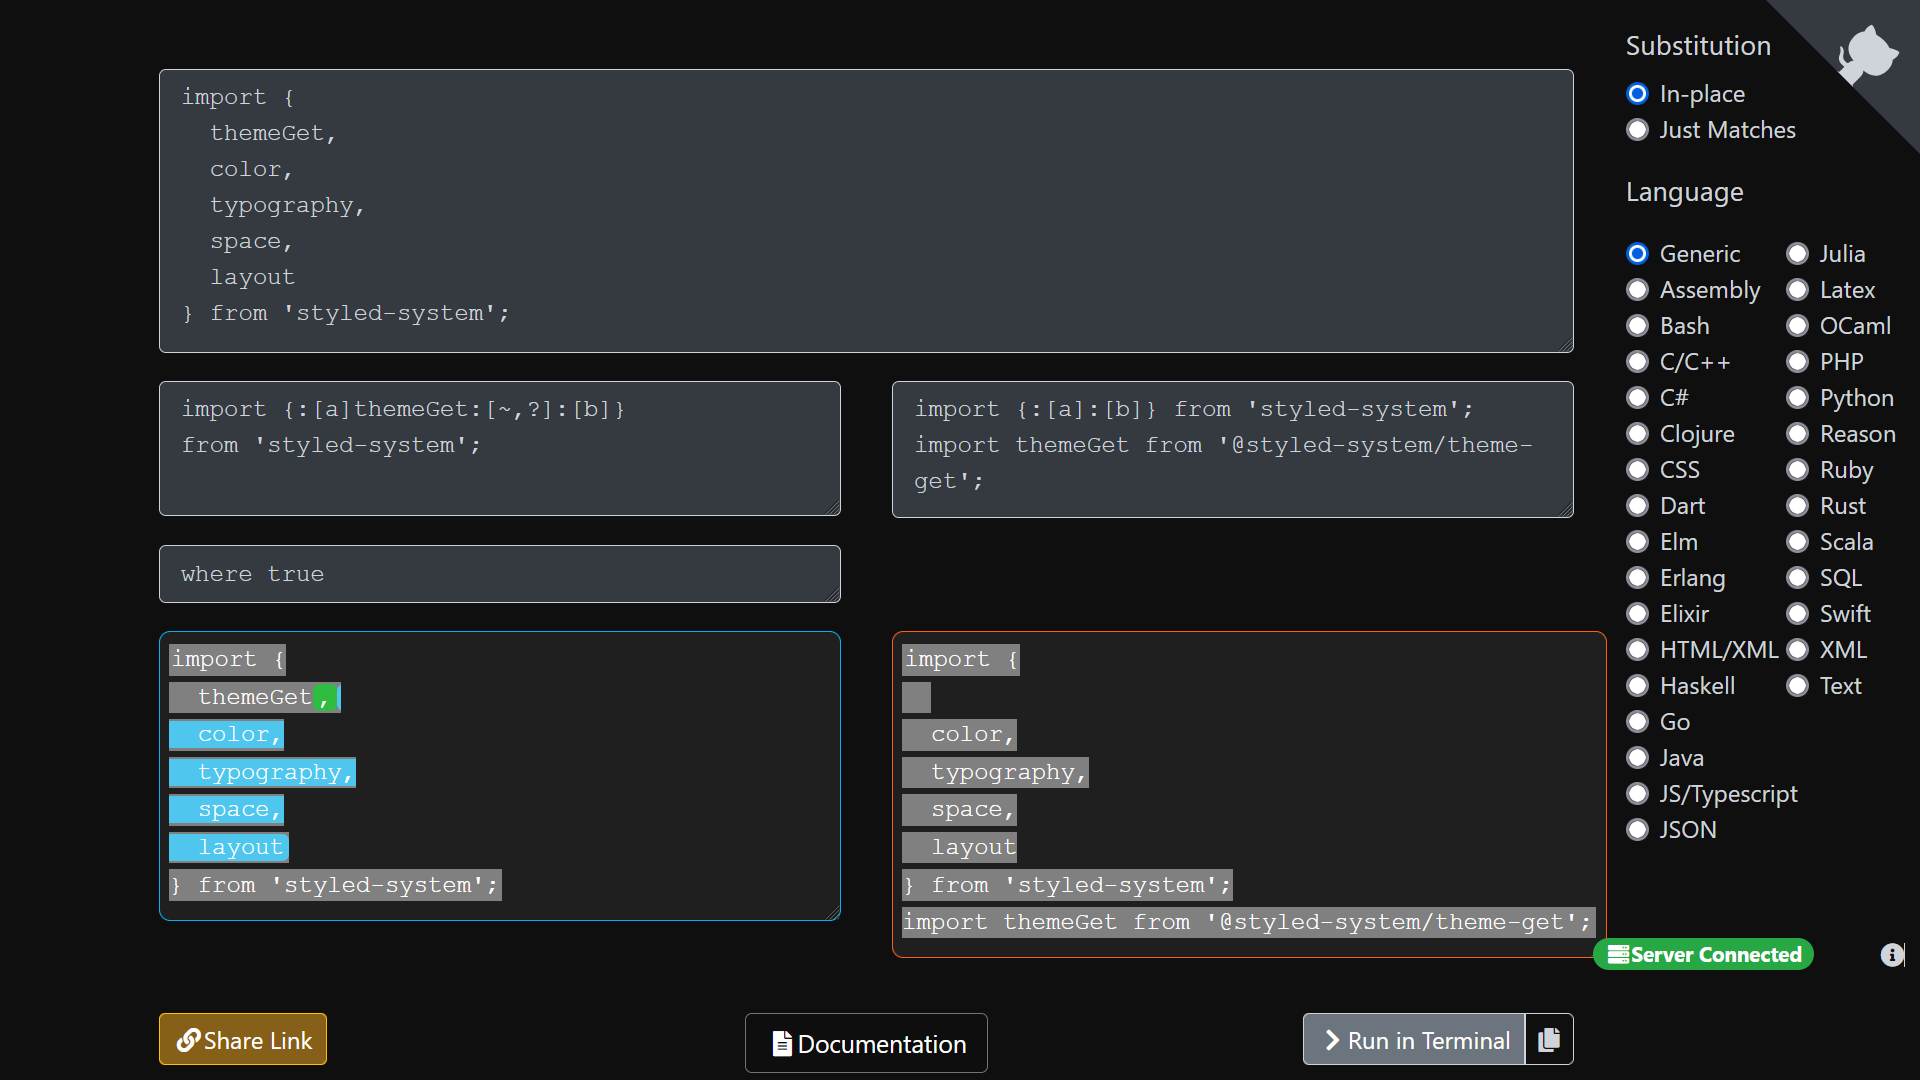 import {
  themeGet,
  color,
  typography,
  space,
  layout
} from 'styled-system';
import {:[a]themeGet:[~,?]:[b]}
from 'styled-system';
import {:[a]:[b]} from 'styled-system';
import themeGet from '@styled-system/theme-
get';
where true
import {
  themeGet,
  color,
  typography,
  space,
  layout
} from 'styled-system';
import {
  color,
  typography,
  space,
  layout
} from 'styled-system';
import themeGet from '@styled-system/theme-get';
Share Link
Documentation
Run in Terminal
Substitution
In-place
Just Matches
Language
Generic
Assembly
Bash
C/C++
C#
Clojure
CSS
Dart
Elm
Erlang
Elixir
HTML/XML
Haskell
Go
Java
JS/Typescript
JSON
Julia
Latex
OCaml
PHP
Python
Reason
Ruby
Rust
Scala
SQL
Swift
XML
Text
Server Connected